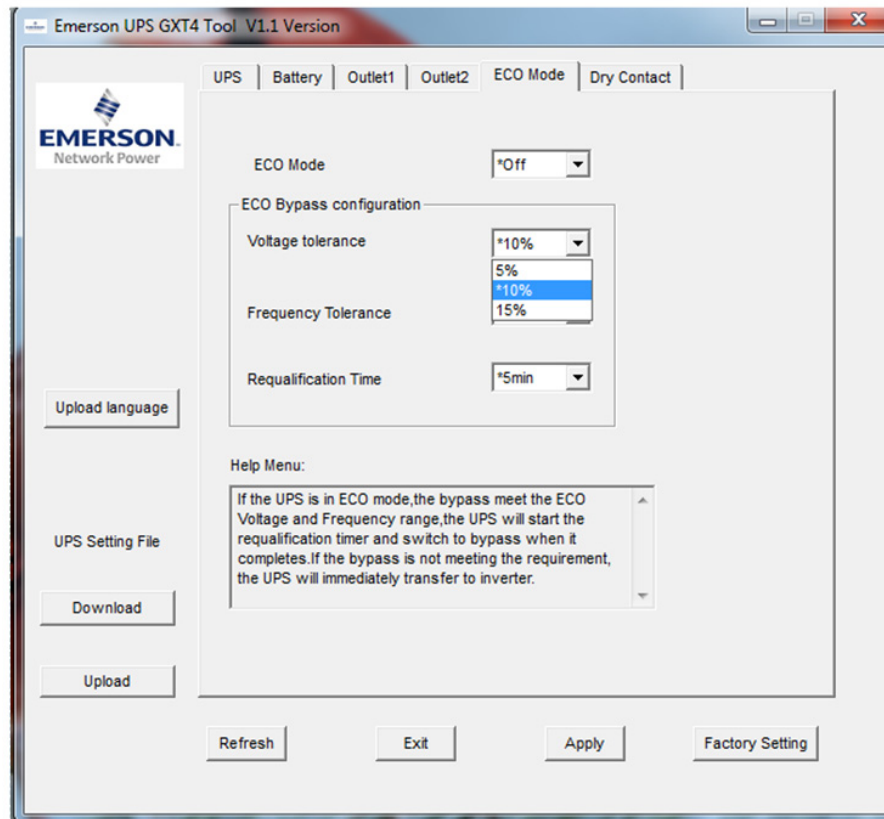 Emerson UPS GXT4 Tool V1.1 Version
EMERSON.
Network Power
UPS
Battery
Outlet1
Outlet2
ECO Mode
Dry Contact
ECO Mode
*Off
ECO Bypass configuration
Voltage tolerance
*10%
5%
*10%
15%
Frequency Tolerance
Requalification Time
*5min
Upload language
Help Menu:
If the UPS is in ECO mode,the bypass meet the ECO
Voltage and Frequency range,the UPS will start the
requalification timer and switch to bypass when it
completes.If the bypass is not meeting the requirement,
the UPS will immediately transfer to inverter.
UPS Setting File
Download
Upload
Refresh
Exit
Apply
Factory Setting